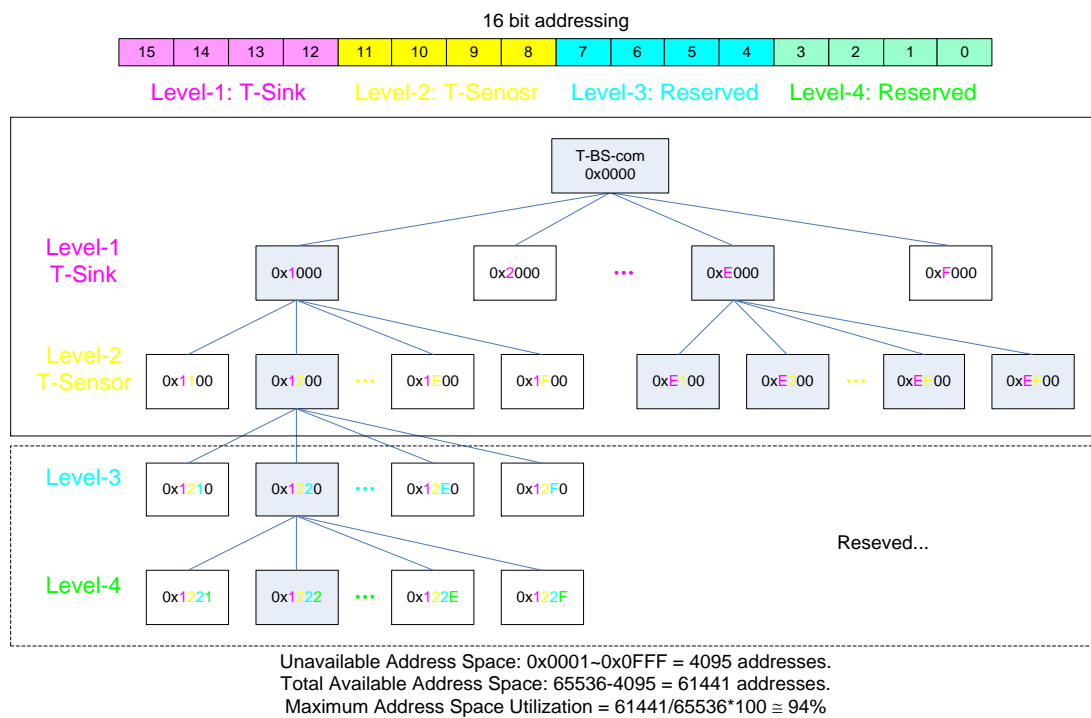 16 bit addressing
15 14 13 12 11 10 9 8 7 6 5 4 3 2 1 0
Level-1: T-Sink Level-2: T-Senosr Level-3: Reserved Level-4: Reserved
T-BS-com
0x0000
Level-1
T-Sink
0x1000 0x2000 ... 0xE000 0xF000
Level-2
T-Sensor
0x1100 0x1200 ... 0x1E00 0x1F00 0xE100 0xE200 ... 0xEE00 0xEF00
Level-3
0x1210 0x1220 ... 0x12E0 0x12F0
Reseved...
Level-4
0x1221 0x1222 ... 0x122E 0x122F
Unavailable Address Space: 0x0001~0x0FFF = 4095 addresses.
Total Available Address Space: 65536-4095 = 61441 addresses.
Maximum Address Space Utilization = 61441/65536*100 ≅ 94%